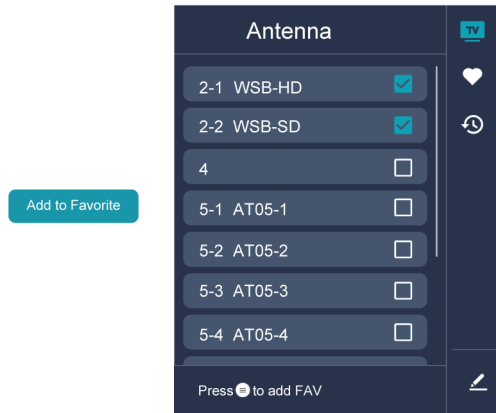 Antenna
TV
2-1 WSB-HD
2-2 WSB-SD
4
5-1 AT05-1
Add to Favorite
5-2 AT05-2
5-3 AT05-3
5-4 AT05-4
Press to add FAV